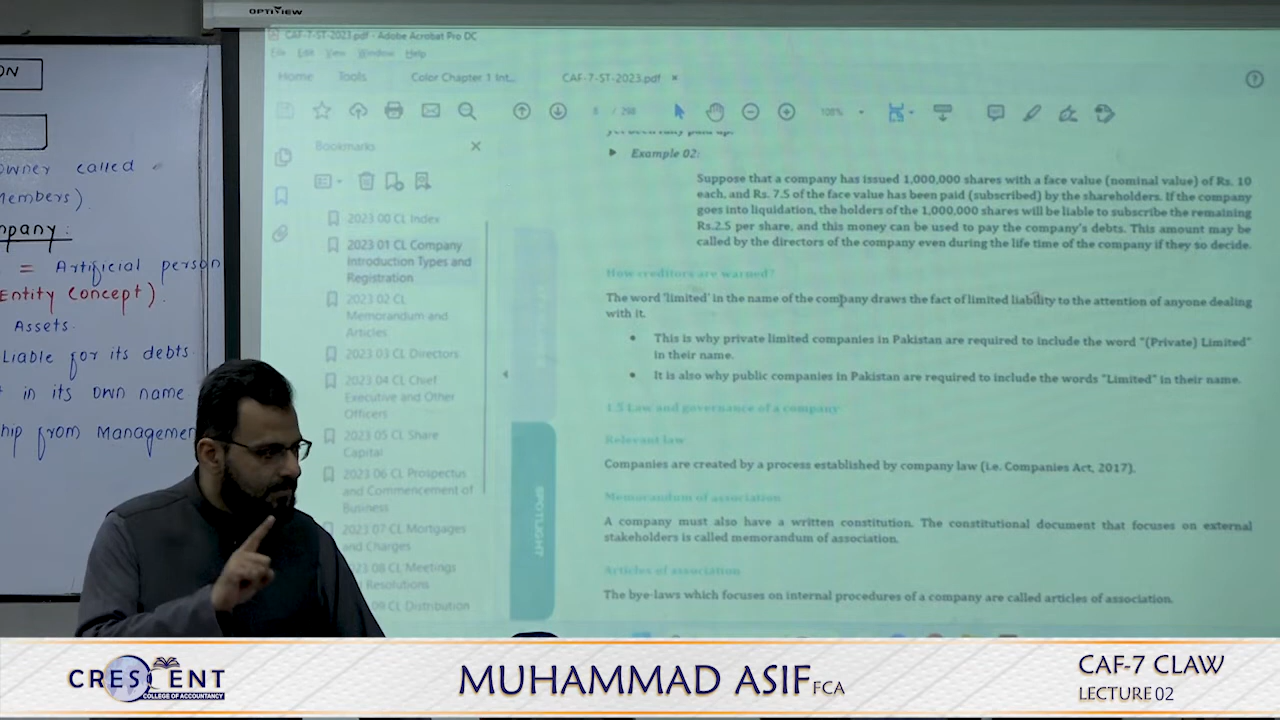 OPTIVIEW
CAF-7-ST-2023.pdf - Adobe Acrobat Pro DC
File Edit View Window Help
Home Tools Color Chapter 1 Int... CAF-7-ST-2023.pdf ×
/ 298
Bookmarks
2023 00 CL Index
2023 01 CL Company
Introduction Types and
Registration
2023 02 CL
Memorandum and
Articles
2023 03 CL Directors
2023 04 CL Chief
Executive and Other
Officers
2023 05 CL Share
Capital
2023 06 CL Prospectus
and Commencement of
Business
2023 07 CL Mortgages
and Charges
08 CL Meetings
Resolutions
CL Distribution
SPOTLIGHT
yet been fully paid up.
Example 02:
Suppose that a company has issued 1,000,000 shares with a face value (nominal value) of Rs. 10
each, and Rs. 7.5 of the face value has been paid (subscribed) by the shareholders. If the company
goes into liquidation, the holders of the 1,000,000 shares will be liable to subscribe the remaining
Rs.2.5 per share, and this money can be used to pay the company's debts. This amount may be
called by the directors of the company even during the life time of the company if they so decide.
How creditors are warned?
The word 'limited' in the name of the company draws the fact of limited liability to the attention of anyone dealing
with it.
• This is why private limited companies in Pakistan are required to include the word "(Private) Limited"
in their name.
• It is also why public companies in Pakistan are required to include the words "Limited" in their name.
1.5 Law and governance of a company
Relevant law
Companies are created by a process established by company law (i.e. Companies Act, 2017).
Memorandum of association
A company must also have a written constitution. The constitutional document that focuses on external
stakeholders is called memorandum of association.
Articles of association
The bye-laws which focuses on internal procedures of a company are called articles of association.
ON
owner called
Members)
mpany:
= Artificial person
Entity Concept).
Assets.
Liable for its debts
in its own name
hip from Managemen
CRESCENT
COLLEGE OF ACCOUNTANCY
MUHAMMAD ASIF FCA
CAF-7 CLAW
LECTURE 02